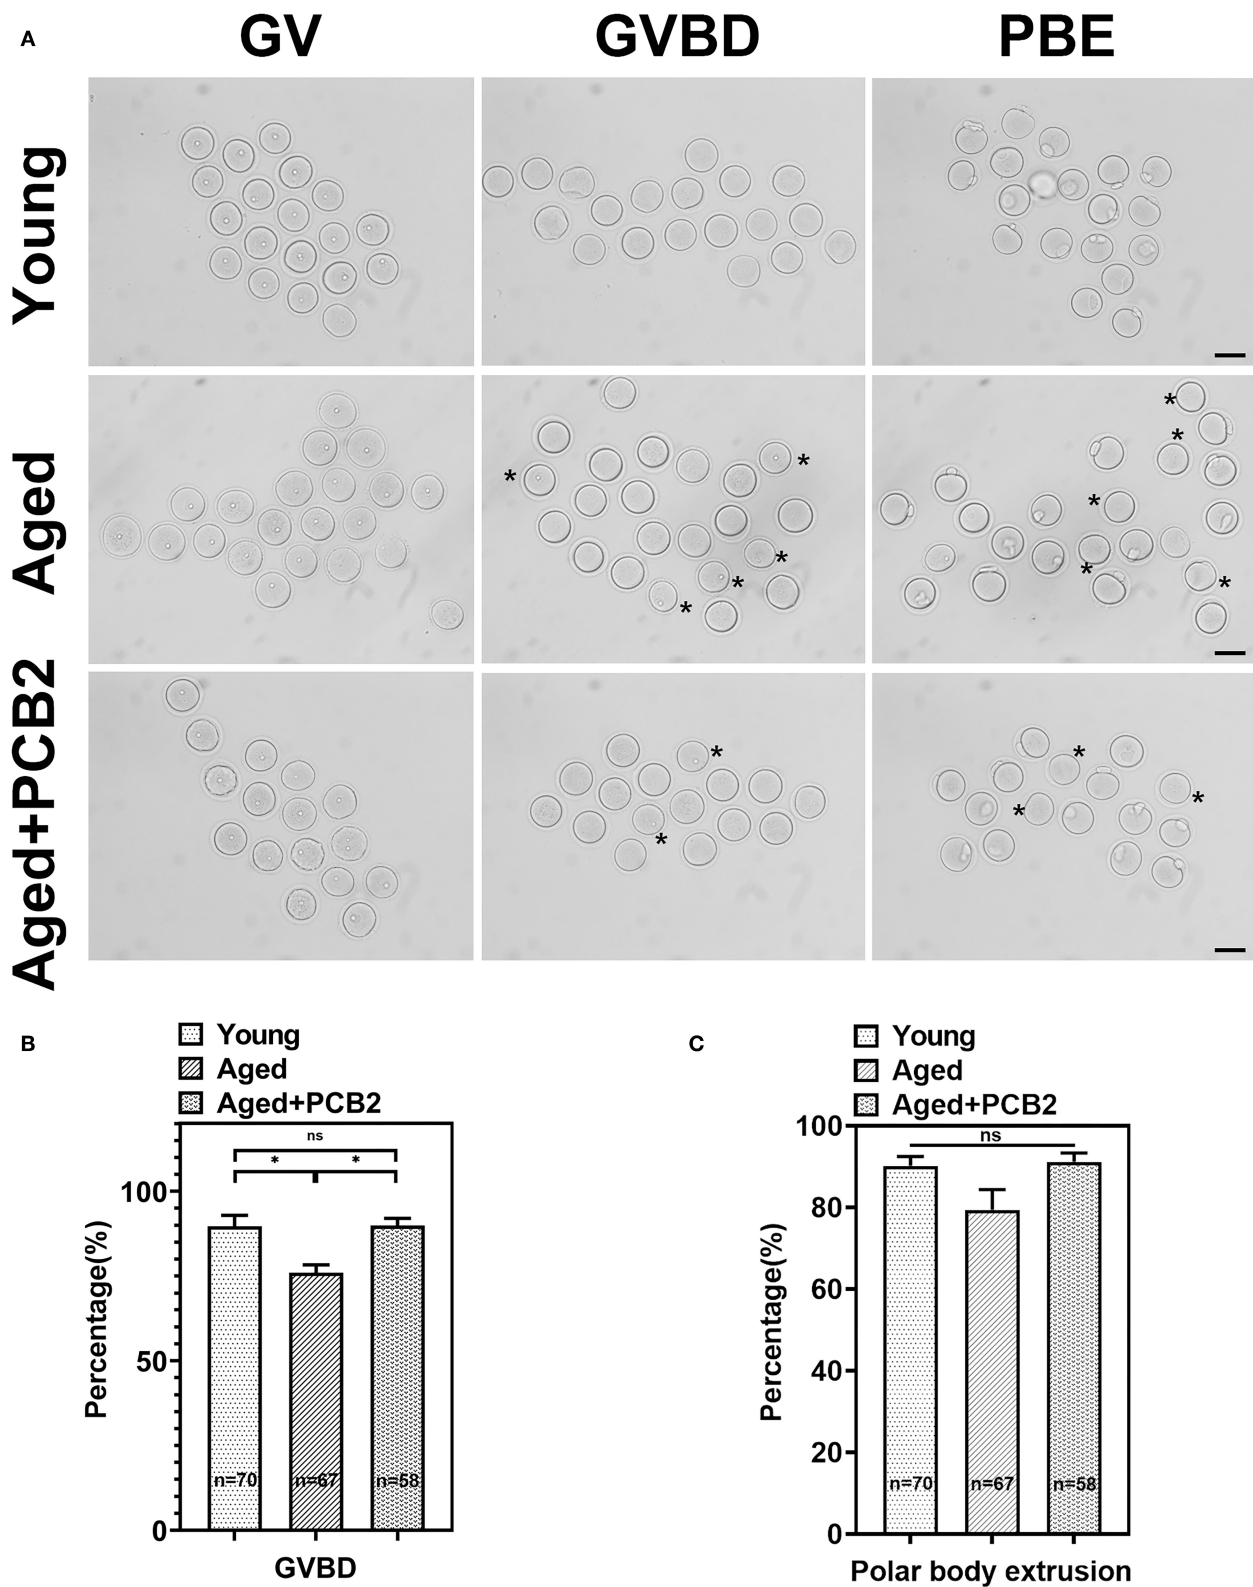 A
GV GVBD PBE
Young
Aged
* * * * *
* * * * *
Aged+PCB2
* *
* * *
B
Young
Aged
Aged+PCB2
ns
* *
100
50
0
Percentage(%)
n=70 n=67 n=58
GVBD
C
Young
Aged
Aged+PCB2
ns
100
80
60
40
20
0
Percentage(%)
n=70 n=67 n=58
Polar body extrusion